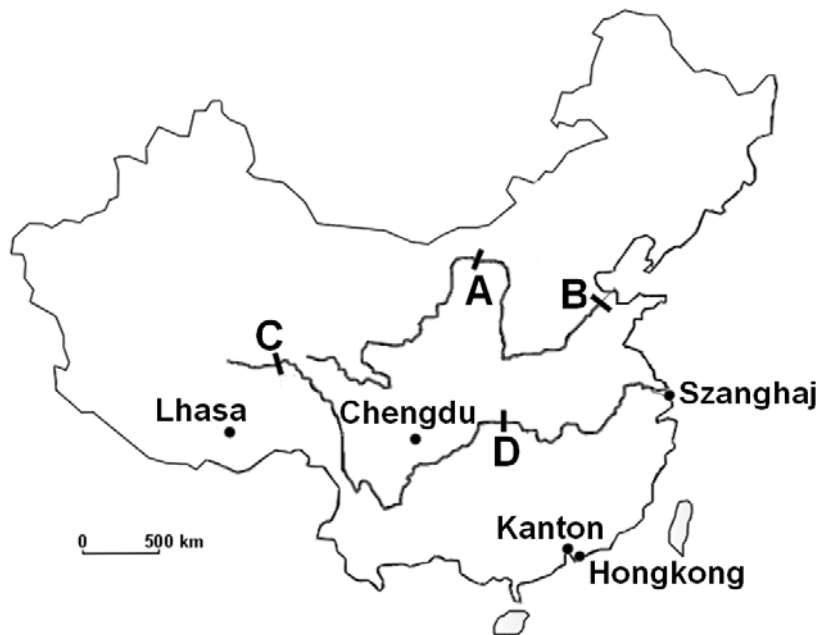 A
B
C
Szanghaj
Lhasa
Chengdu
D
Kanton
0 500 km
Hongkong